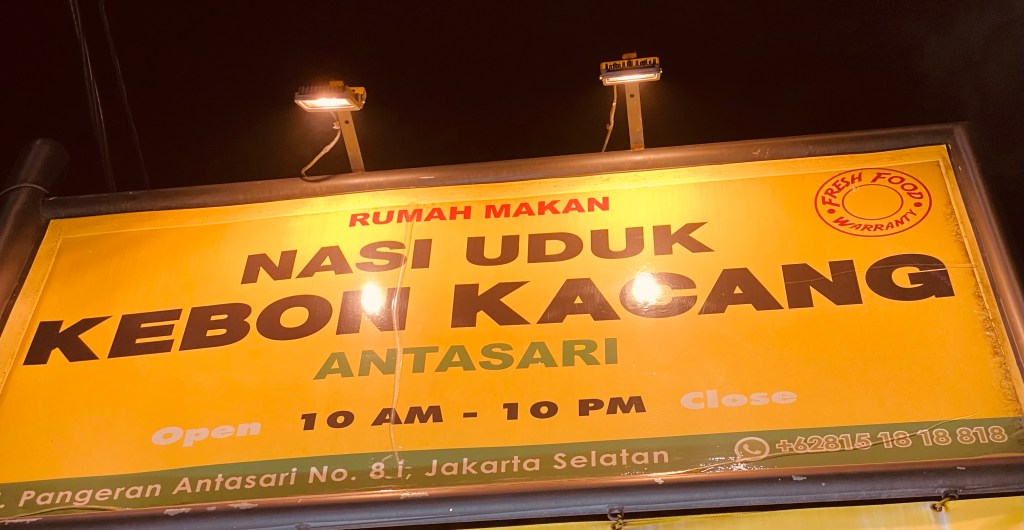 RUMAH MAKAN
FRESH FOOD
WARRANTY
NASI UDUK
KEBON KACANG
ANTASARI
Open 10 AM - 10 PM Close
Pangeran Antasari No. 8 i, Jakarta Selatan
+62815 18 18 818